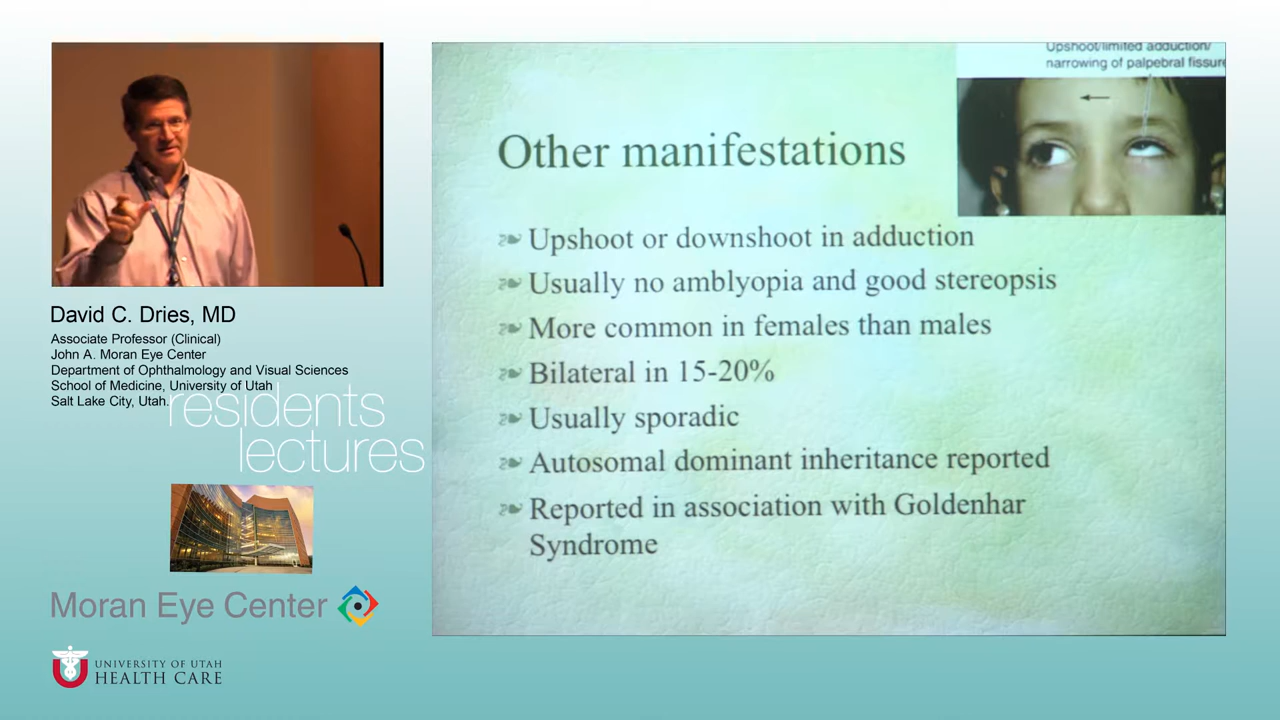 David C. Dries, MD
Associate Professor (Clinical)
John A. Moran Eye Center
Department of Ophthalmology and Visual Sciences
School of Medicine, University of Utah
Salt Lake City, Utah.
residents
lectures
Moran Eye Center
UNIVERSITY OF UTAH
HEALTH CARE
Upshoot/limited adduction/
narrowing of palpebral fissure
Other manifestations
Upshoot or downshoot in adduction
Usually no amblyopia and good stereopsis
More common in females than males
Bilateral in 15-20%
Usually sporadic
Autosomal dominant inheritance reported
Reported in association with Goldenhar
Syndrome